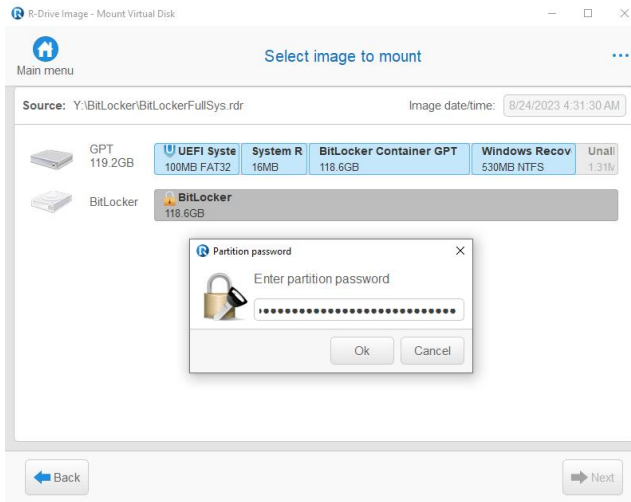 R-Drive Image - Mount Virtual Disk
Main menu
Select image to mount
Source: Y:\BitLocker\BitLockerFullSys.rdr
Image date/time: 8/24/2023 4:31:30 AM
GPT
119.2GB
UEFI Syste
100MB FAT32
System R
16MB
BitLocker Container GPT
118.6GB
Windows Recov
530MB NTFS
Unall
1.31M
BitLocker
BitLocker
118.6GB
Partition password
Enter partition password
Ok
Cancel
Back
Next